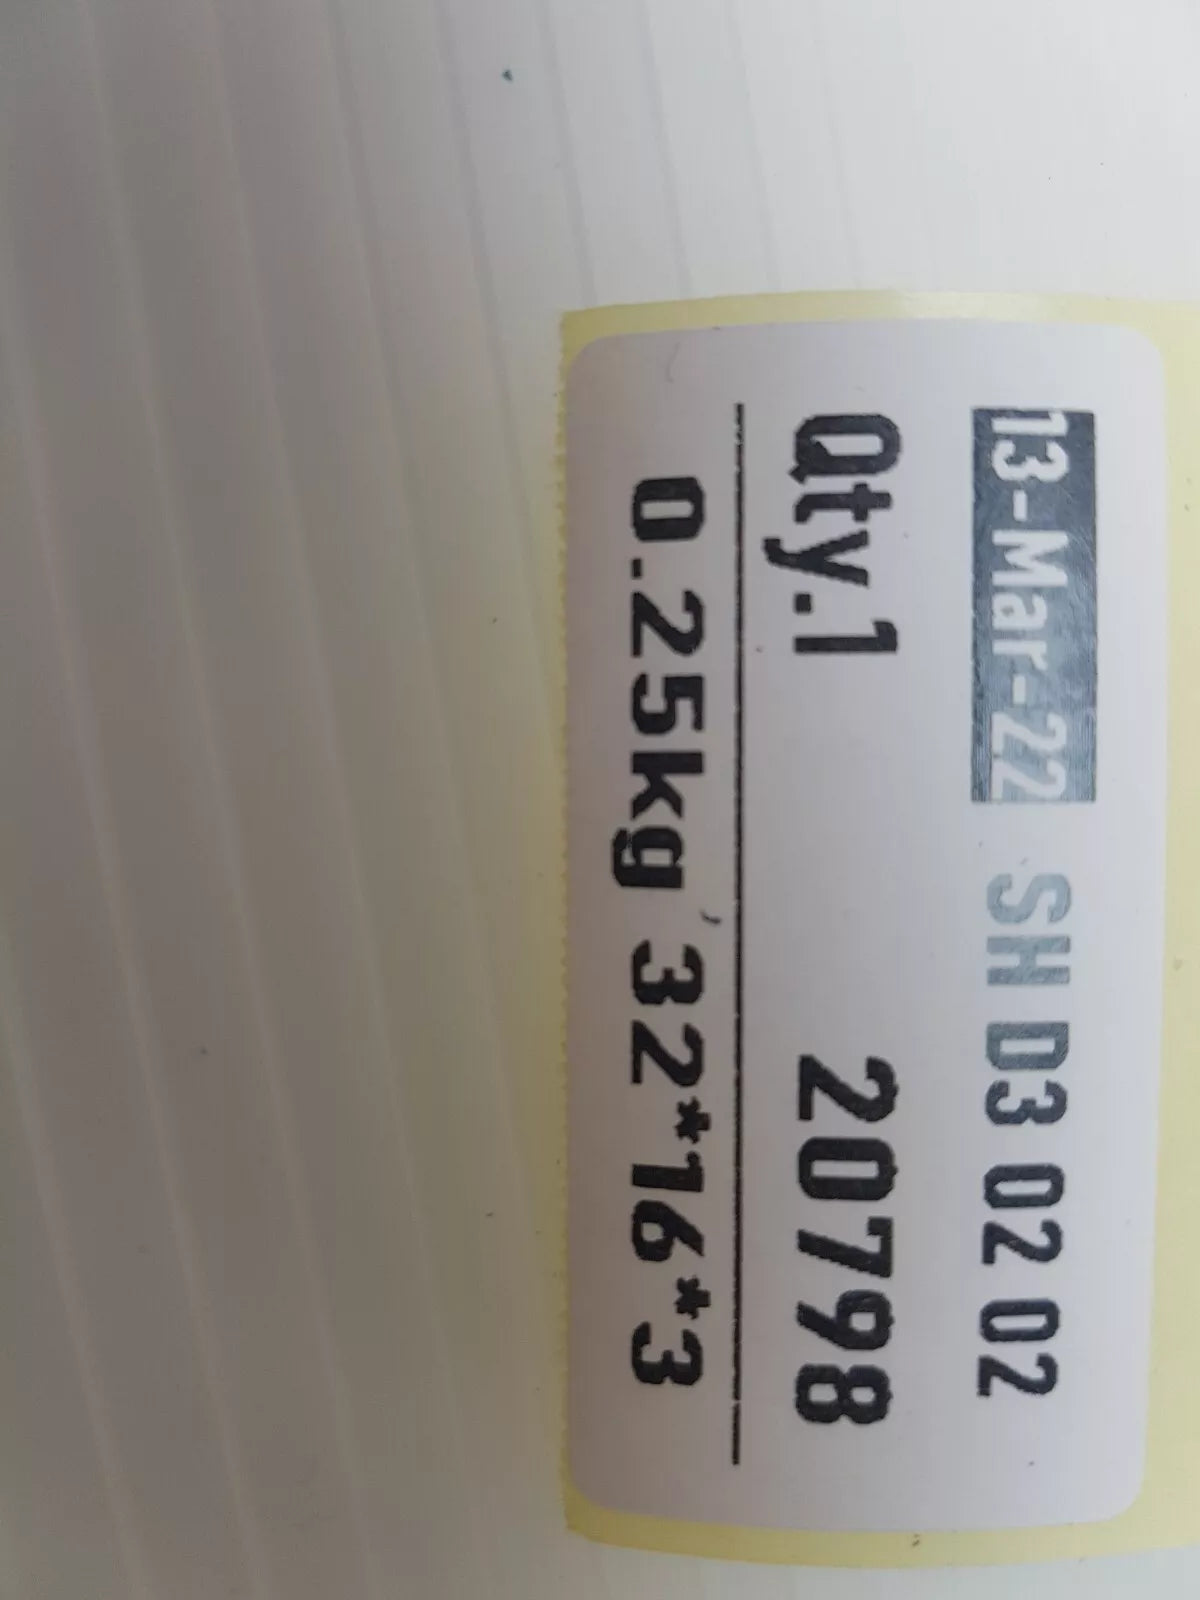 13-Mar-22 SH D3 02 02
Qty.1 20798
0.25kg 32*16*3